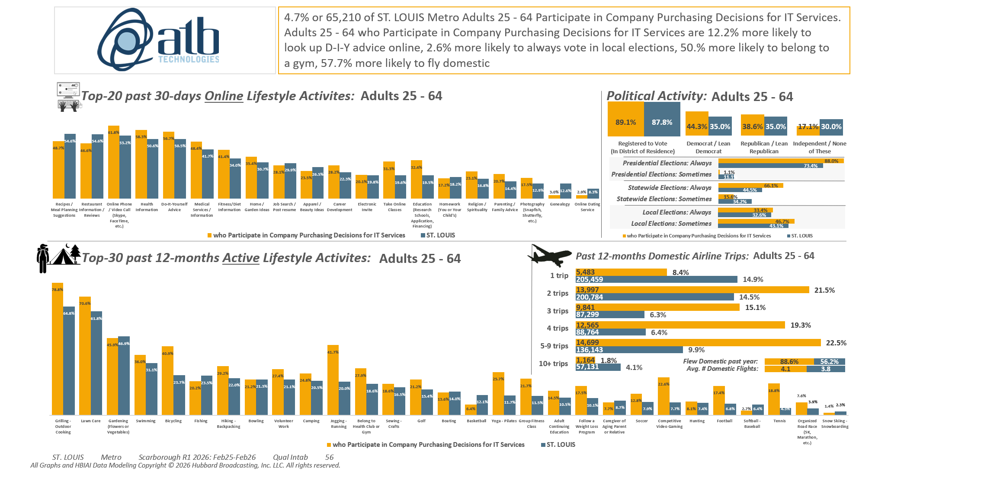 atb
TECHNOLOGIES
4.7% or 65,210 of ST. LOUIS Metro Adults 25 - 64 Participate in Company Purchasing Decisions for IT Services.
Adults 25 - 64 who Participate in Company Purchasing Decisions for IT Services are 12.2% more likely to
look up D-I-Y advice online, 2.6% more likely to always vote in local elections, 50.% more likely to belong to
a gym, 57.7% more likely to fly domestic
Top-20 past 30-days Online Lifestyle Activites: Adults 25 - 64
48.7% 54.6% 46.6% 54.6% 61.8% 53.2% 58.3% 50.6% 56.7% 50.5% 48.4% 41.7% 41.4% 34.0% 35.4% 30.7% 28.1% 29.9% 23.5% 26.5% 28.2% 22.3% 20.1% 19.8% 31.3% 19.6% 32.4% 19.5% 17.2% 18.2% 23.1% 16.8% 20.7% 14.4% 17.5% 12.9% 3.0% 12.6% 2.9% 8.3%
Recipes /
Meal Planning
Suggestions
Restaurant
Information /
Reviews
Online Phone
/ Video Call
(Skype,
FaceTime,
etc.)
Health
Information
Do-It-Yourself
Advice
Medical
Services /
Information
Fitness/Diet
Information
Home /
Garden Ideas
Job Search /
Post resume
Apparel /
Beauty Ideas
Career
Development
Electronic
Invite
Take Online
Classes
Education
(Research
Schools,
Application,
Financing)
Homework
(You or Your
Child's)
Religion /
Spirituality
Parenting /
Family Advice
Photography
(Snapfish,
Shutterfly,
etc.)
Genealogy
Online Dating
Service
who Participate in Company Purchasing Decisions for IT Services ST. LOUIS
Political Activity: Adults 25 - 64
89.1% 87.8% 44.3% 35.0% 38.6% 35.0% 17.1% 30.0%
Registered to Vote
(In District of Residence)
Democrat / Lean
Democrat
Republican / Lean
Republican
Independent / None
of These
Presidential Elections: Always 88.0%
73.4%
Presidential Elections: Sometimes 1.1%
11.1
Statewide Elections: Always 66.1%
44.5%
Statewide Elections: Sometimes 15.6%
34.2%
Local Elections: Always 33.4%
32.6%
Local Elections: Sometimes 46.7%
43.1%
who Participate in Company Purchasing Decisions for IT Services ST. LOUIS
Top-30 past 12-months Active Lifestyle Activites: Adults 25 - 64
78.8% 64.8% 70.6% 61.8% 45.9% 46.9% 36.0% 31.1% 40.9% 23.7% 20.2% 23.5% 29.2% 22.0% 21.2% 21.3% 27.4% 21.1% 24.8% 20.5% 41.7% 20.0% 27.9% 18.6% 18.6% 16.5% 21.2% 15.4% 13.6% 14.0% 6.4% 12.1% 25.7% 11.7% 21.7% 11.5% 14.5% 10.5% 17.5% 10.1% 7.7% 8.7% 12.8% 7.9% 22.6% 7.7% 8.1% 7.4% 17.4% 6.8% 2.7% 6.4% 18.8% 4.3% 7.6% 3.9% 1.4% 2.3%
Grilling -
Outdoor
Cooking
Lawn Care
Gardening
(Flowers or
Vegetables)
Swimming
Bicycling
Fishing
Hiking -
Backpacking
Bowling
Volunteer
Work
Camping
Jogging -
Running
Belong to
Health Club or
Gym
Sewing -
Crafts
Golf
Boating
Basketball
Yoga - Pilates
Group Fitness
Class
Adult
Continuing
Education
Follow a
Weight Loss
Program
Caregiver of
Aging Parent
or Relative
Soccer
Competitive
Video Gaming
Hunting
Football
Softball -
Baseball
Tennis
Organized
Road Race
(5K,
Marathon,
etc.)
Snow Skiing -
Snowboarding
who Participate in Company Purchasing Decisions for IT Services ST. LOUIS
Past 12-months Domestic Airline Trips: Adults 25 - 64
1 trip 5,483 8.4%
205,459 14.9%
2 trips 13,997 21.5%
200,784 14.5%
3 trips 9,841 15.1%
87,299 6.3%
4 trips 12,565 19.3%
88,764 6.4%
5-9 trips 14,699 22.5%
136,143 9.9%
10+ trips 1,164 1.8%
57,131 4.1%
Flew Domestic past year: 88.6% 56.2%
Avg. # Domestic Flights: 4.1 3.8
ST. LOUIS Metro Scarborough R1 2026: Feb25-Feb26 Qual Intab 56
All Graphs and HBIAI Data Modeling Copyright © 2026 Hubbard Broadcasting, Inc. LLC. All rights reserved.